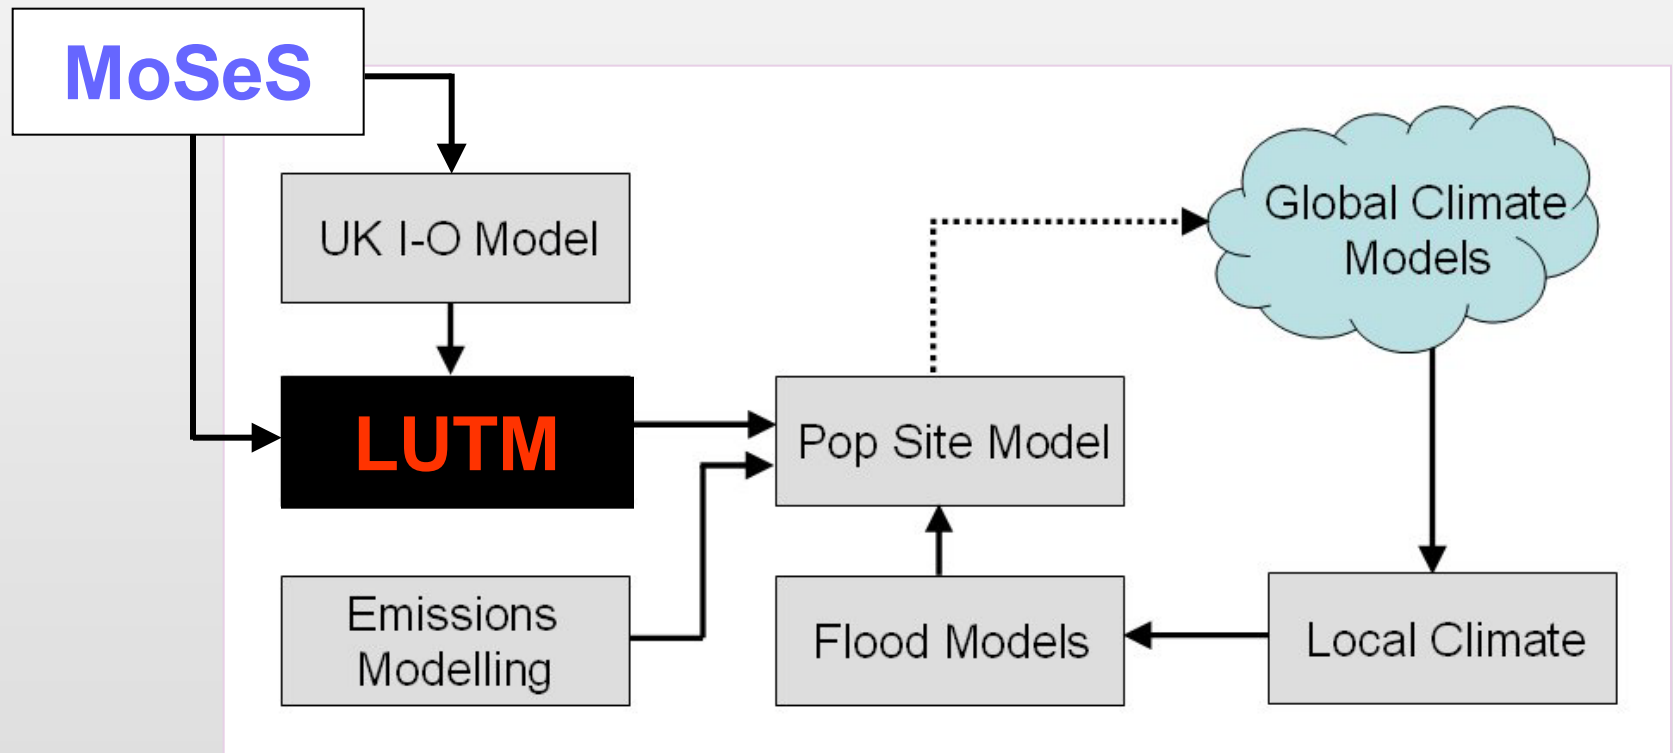 MoSeS
UK I-O Model
Global Climate
Models
LUTM
Pop Site Model
Emissions
Modelling
Flood Models
Local Climate